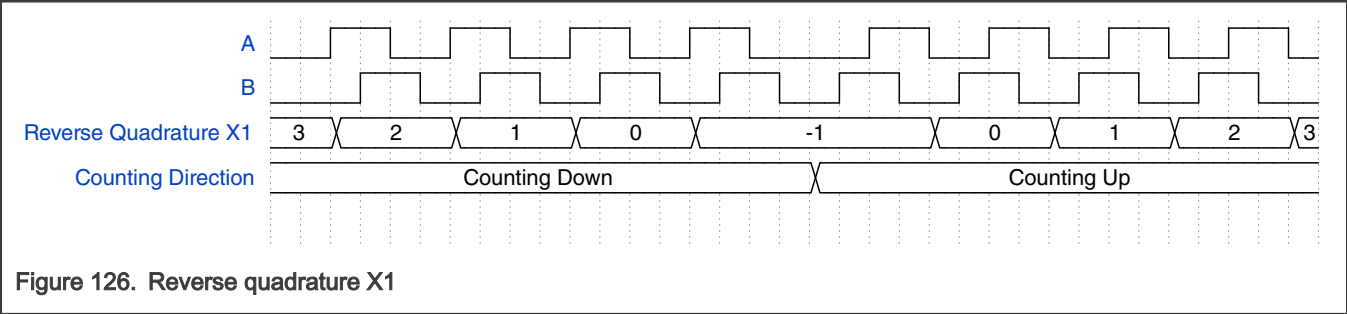 A
B
Reverse Quadrature X1 3 2 1 0 -1 0 1 2 3
Counting Direction Counting Down Counting Up
Figure 126. Reverse quadrature X1